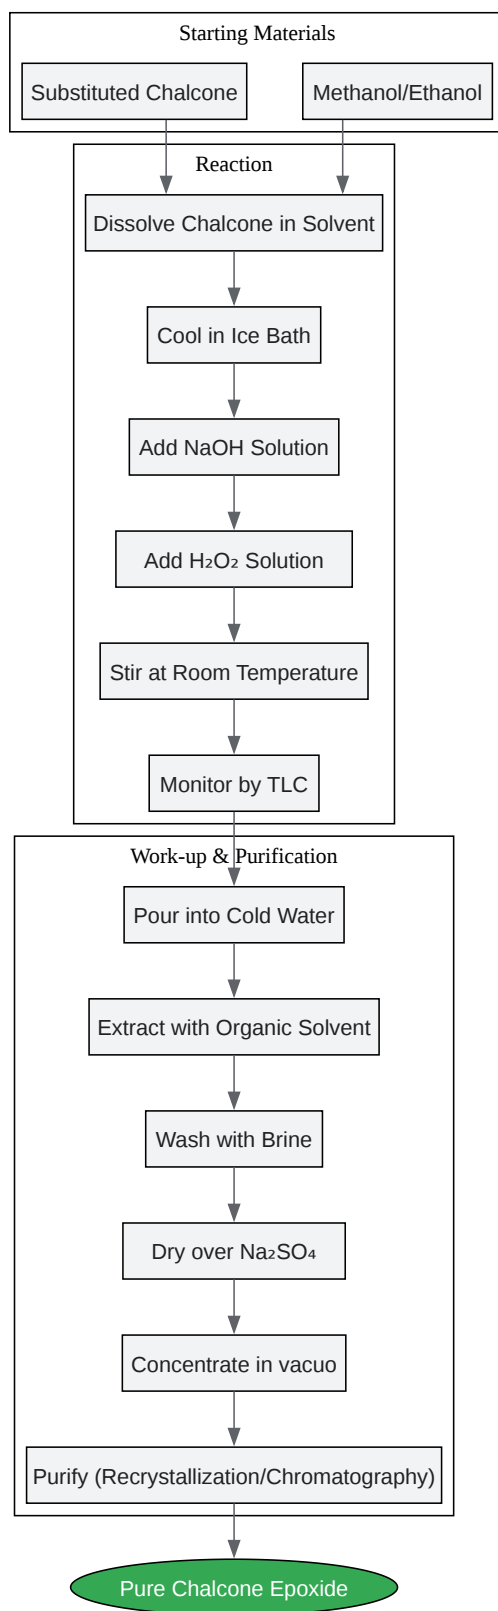 Starting Materials
Substituted Chalcone
Methanol/Ethanol
Reaction
Dissolve Chalcone in Solvent
Cool in Ice Bath
Add NaOH Solution
Add H₂O₂ Solution
Stir at Room Temperature
Monitor by TLC
Work-up & Purification
Pour into Cold Water
Extract with Organic Solvent
Wash with Brine
Dry over Na₂SO₄
Concentrate in vacuo
Purify (Recrystallization/Chromatography)
Pure Chalcone Epoxide